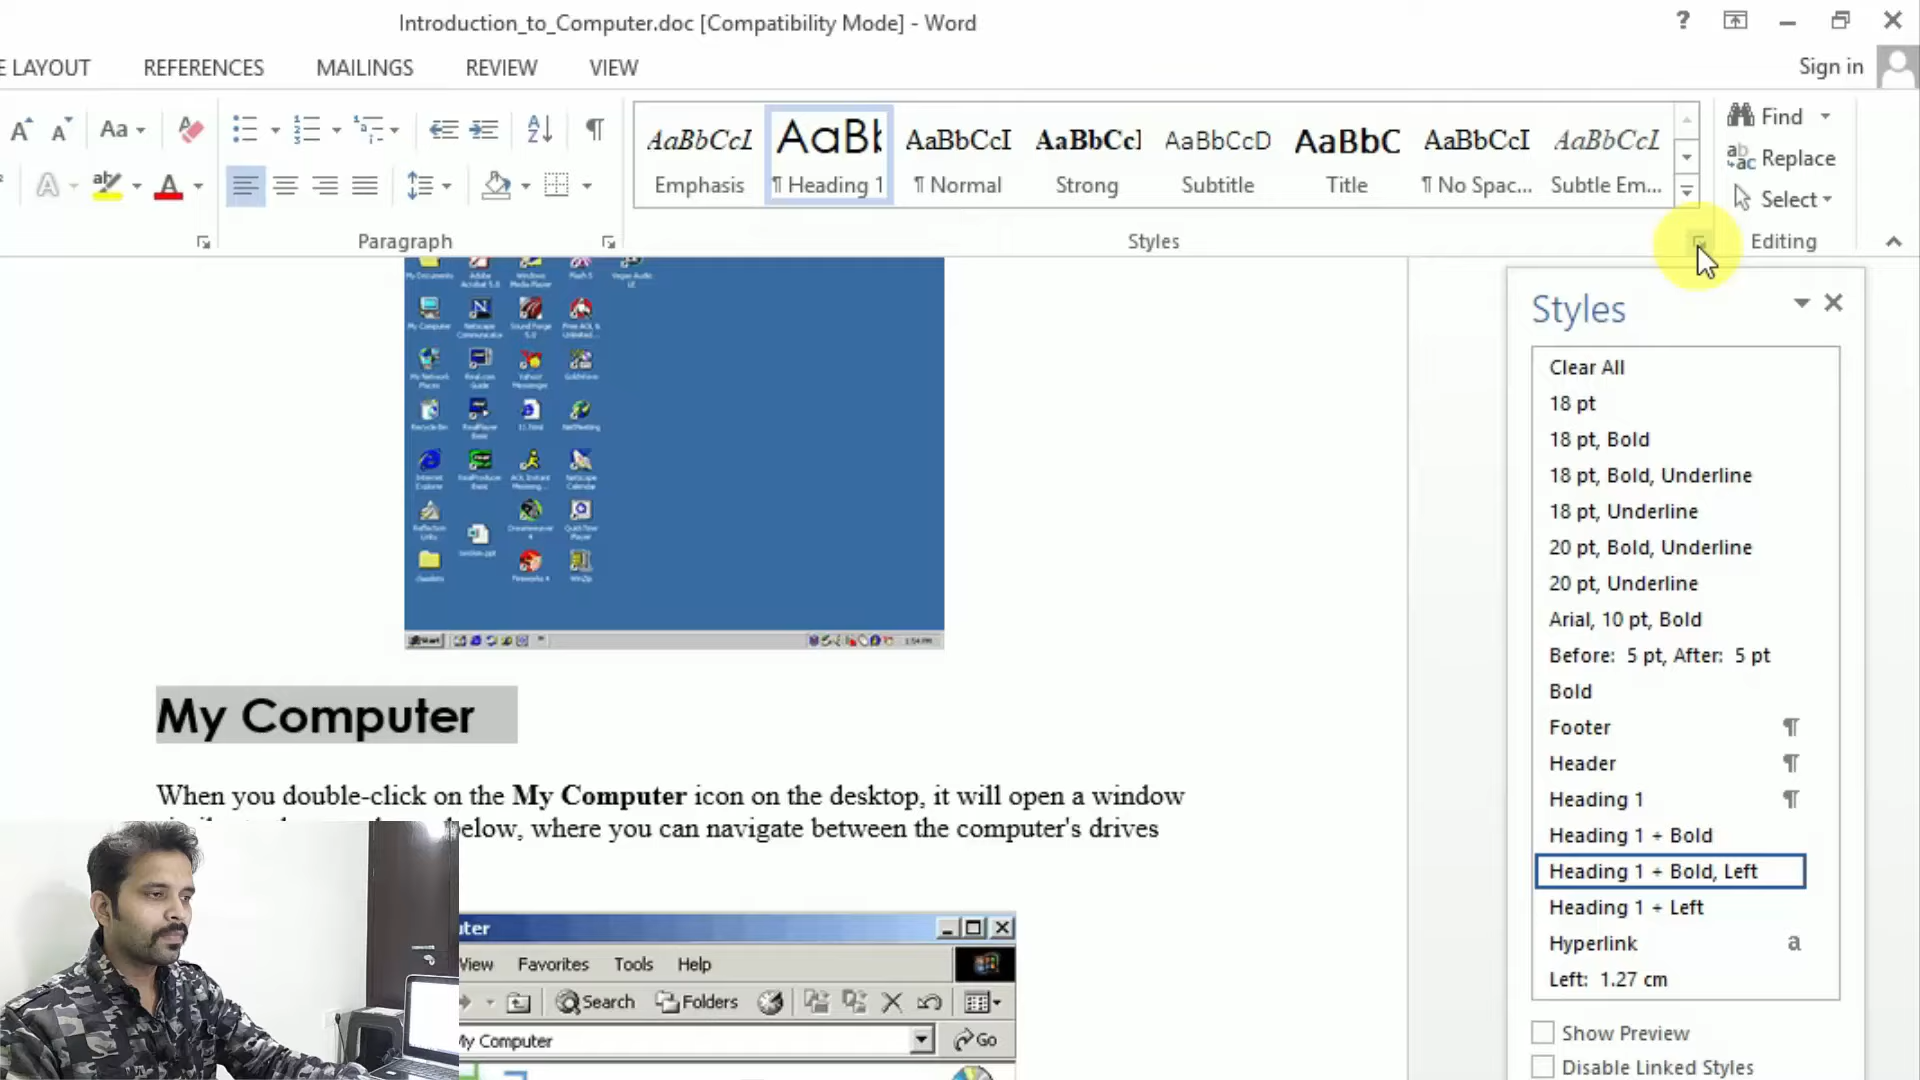 Introduction_to_Computer.doc [Compatibility Mode] - Word
?
E LAYOUT REFERENCES MAILINGS REVIEW VIEW
Sign in
AaBbCcL AaBb AaBbCcI AaBbCcI AaBbCcD AaBbC AaBbCcI AaBbCcL
Emphasis ¶ Heading 1 ¶ Normal Strong Subtitle Title ¶ No Spac... Subtle Em...
Find
Replace
Select
Paragraph Styles Editing
Styles
Clear All
18 pt
18 pt, Bold
18 pt, Bold, Underline
18 pt, Underline
20 pt, Bold, Underline
20 pt, Underline
Arial, 10 pt, Bold
Before: 5 pt, After: 5 pt
Bold
Footer ¶
Header ¶
Heading 1 ¶
Heading 1 + Bold
Heading 1 + Bold, Left
Heading 1 + Left
Hyperlink a
Left: 1.27 cm
Show Preview
Disable Linked Styles
My Computer
When you double-click on the My Computer icon on the desktop, it will open a window
below, where you can navigate between the computer's drives
uter
View Favorites Tools Help
Search Folders
My Computer Go